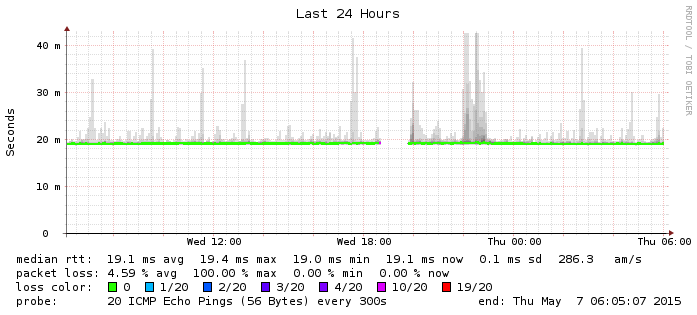 Last 24 Hours
RRDTOOL / TOBI OETIKER
Seconds
40 m
30 m
20 m
10 m
0
Wed 12:00 Wed 18:00 Thu 00:00 Thu 06:00
median rtt: 19.1 ms avg 19.4 ms max 19.0 ms min 19.1 ms now 0.1 ms sd 286.3 am/s
packet loss: 4.59 % avg 100.00 % max 0.00 % min 0.00 % now
loss color: 0 1/20 2/20 3/20 4/20 10/20 19/20
probe: 20 ICMP Echo Pings (56 Bytes) every 300s end: Thu May 7 06:05:07 2015